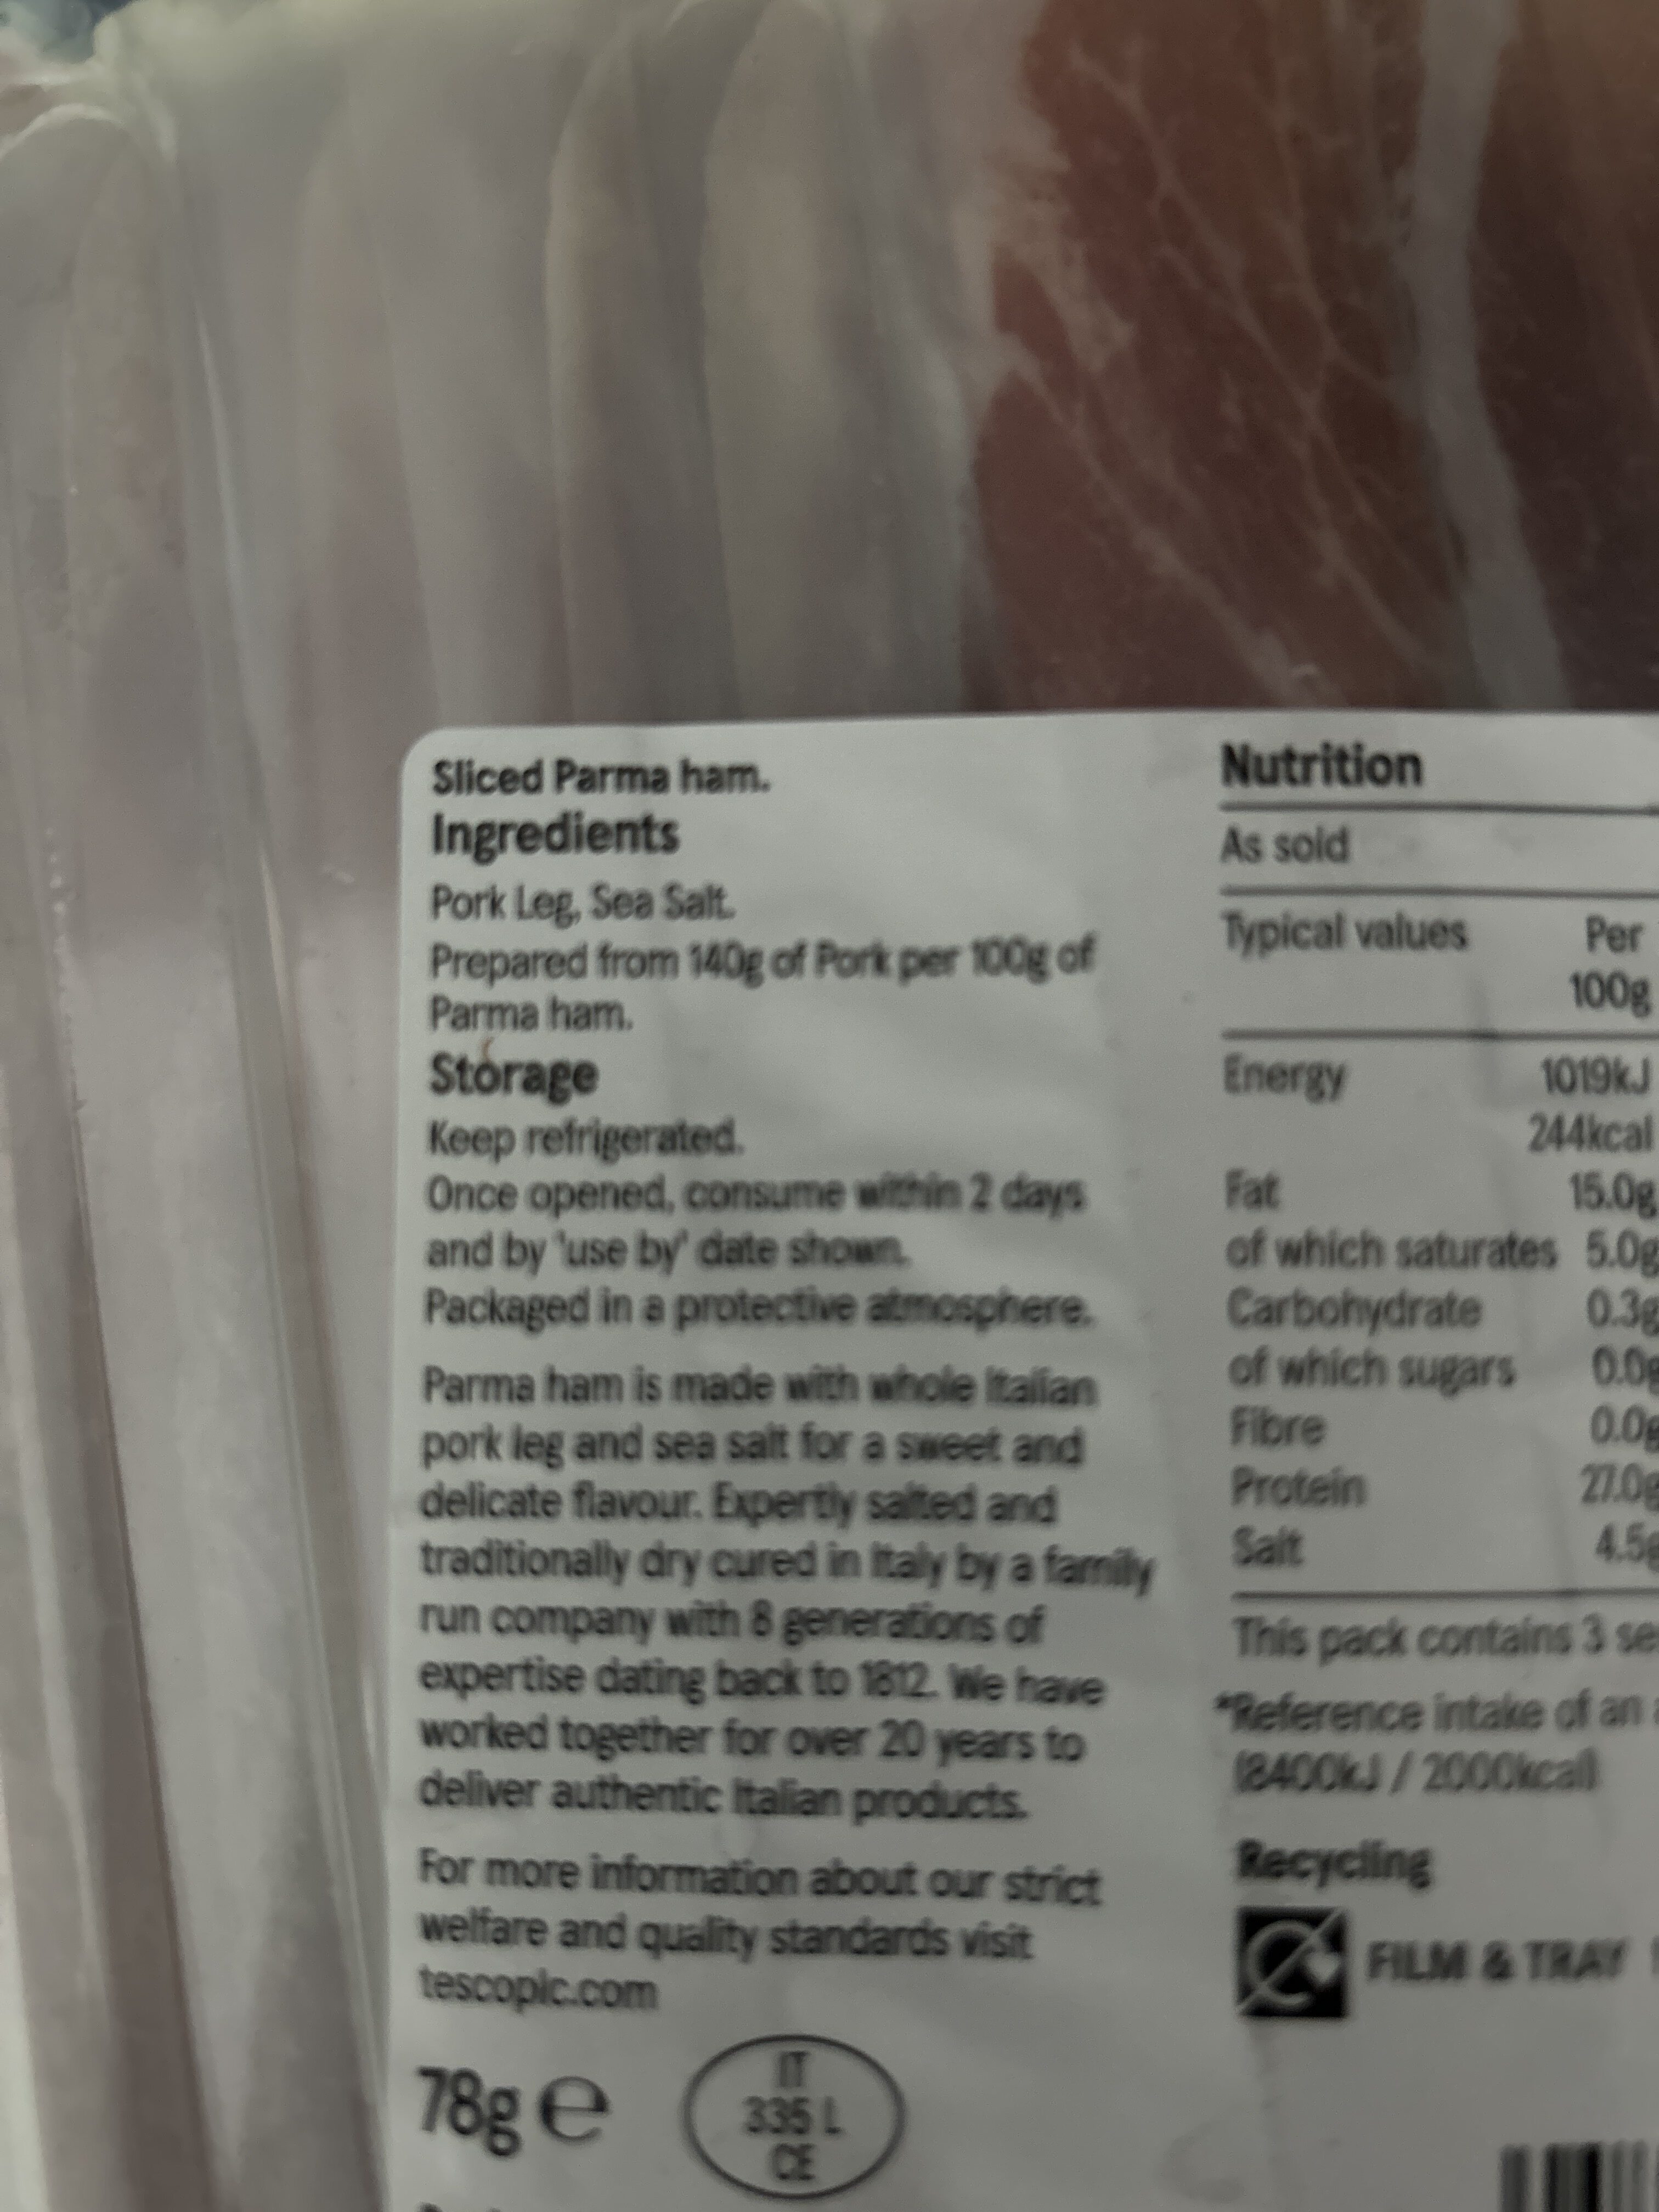 Sliced Parma ham.
Ingredients
Pork Leg, Sea Salt.
Prepared from 140g of Pork per 100g of
Parma ham.
Storage
Keep refrigerated.
Once opened, consume within 2 days
and by 'use by' date shown.
Packaged in a protective atmosphere.
Parma ham is made with whole Italian
pork leg and sea salt for a sweet and
delicate flavour. Expertly salted and
traditionally dry cured in Italy by a family
run company with 8 generations of
expertise dating back to 1812. We have
worked together for over 20 years to
deliver authentic Italian products.
For more information about our strict
welfare and quality standards visit
tescoplc.com
78g e
IT
335 L
CE
Nutrition
As sold
Typical values Per
100g
Energy 1019kJ
244kcal
Fat 15.0g
of which saturates 5.0g
Carbohydrate 0.3g
of which sugars 0.0g
Fibre 0.0g
Protein 27.0g
Salt 4.5g
This pack contains 3
*Reference intake of an
(8400kJ / 2000kcal)
Recycling
FILM & TRAY